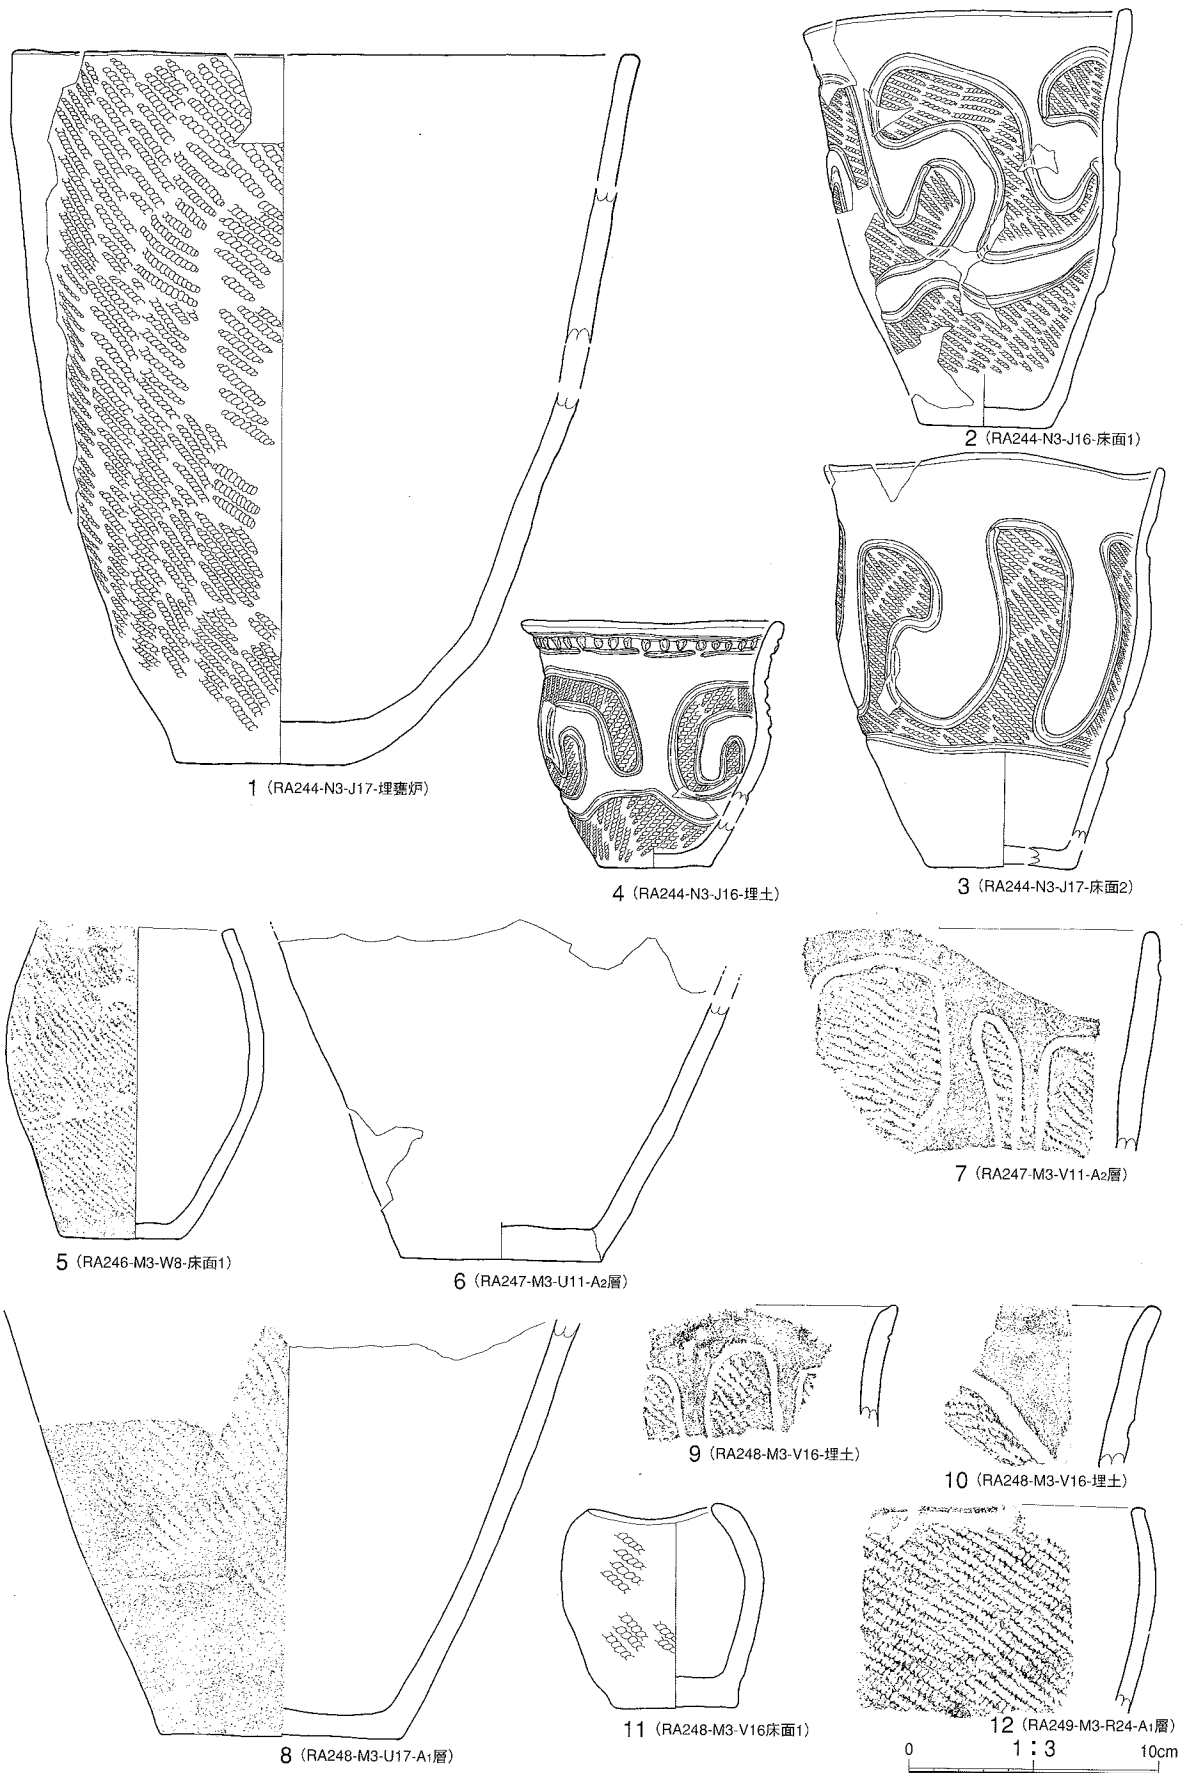 1 (RA244-N3-J17-埋甕炉)
2 (RA244-N3-J16-床面1)
3 (RA244-N3-J17-床面2)
4 (RA244-N3-J16-埋土)
5 (RA246-M3-W8-床面1)
6 (RA247-M3-U11-A2層)
7 (RA247-M3-V11-A2層)
8 (RA248-M3-U17-A1層)
9 (RA248-M3-V16-埋土)
10 (RA248-M3-V16-埋土)
11 (RA248-M3-V16床面1)
12 (RA249-M3-R24-A1層)
0 1:3 10cm